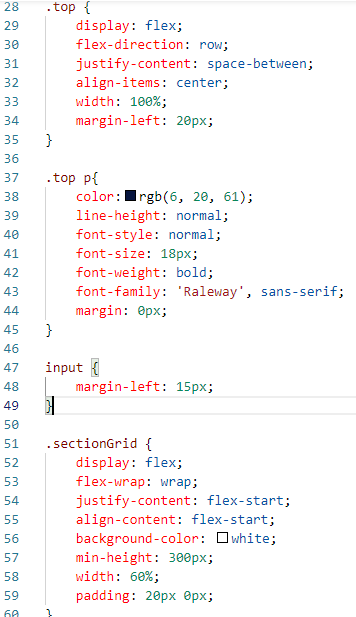 28 .top {
29 display: flex;
30 flex-direction: row;
31 justify-content: space-between;
32 align-items: center;
33 width: 100%;
34 margin-left: 20px;
35 }
36
37 .top p{
38 color: rgb(6, 20, 61);
39 line-height: normal;
40 font-style: normal;
41 font-size: 18px;
42 font-weight: bold;
43 font-family: 'Raleway', sans-serif;
44 margin: 0px;
45 }
46
47 input {
48 margin-left: 15px;
49 }
50
51 .sectionGrid {
52 display: flex;
53 flex-wrap: wrap;
54 justify-content: flex-start;
55 align-content: flex-start;
56 background-color: white;
57 min-height: 300px;
58 width: 60%;
59 padding: 20px 0px;
60 }